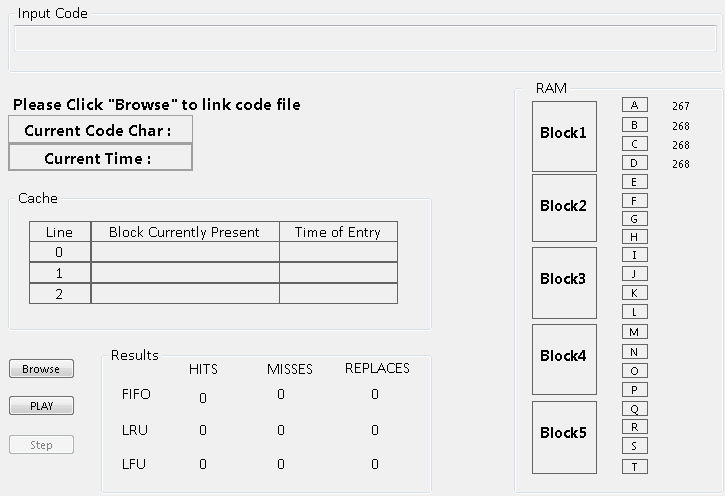 Input Code
Please Click "Browse" to link code file
Current Code Char :
Current Time :
Cache
Line Block Currently Present Time of Entry
0
1
2
Browse
PLAY
Step
Results
HITS MISSES REPLACES
FIFO 0 0 0
LRU 0 0 0
LFU 0 0 0
RAM
Block1
Block2
Block3
Block4
Block5
A 267
B 268
C 268
D 268
E
F
G
H
I
J
K
L
M
N
O
P
Q
R
S
T